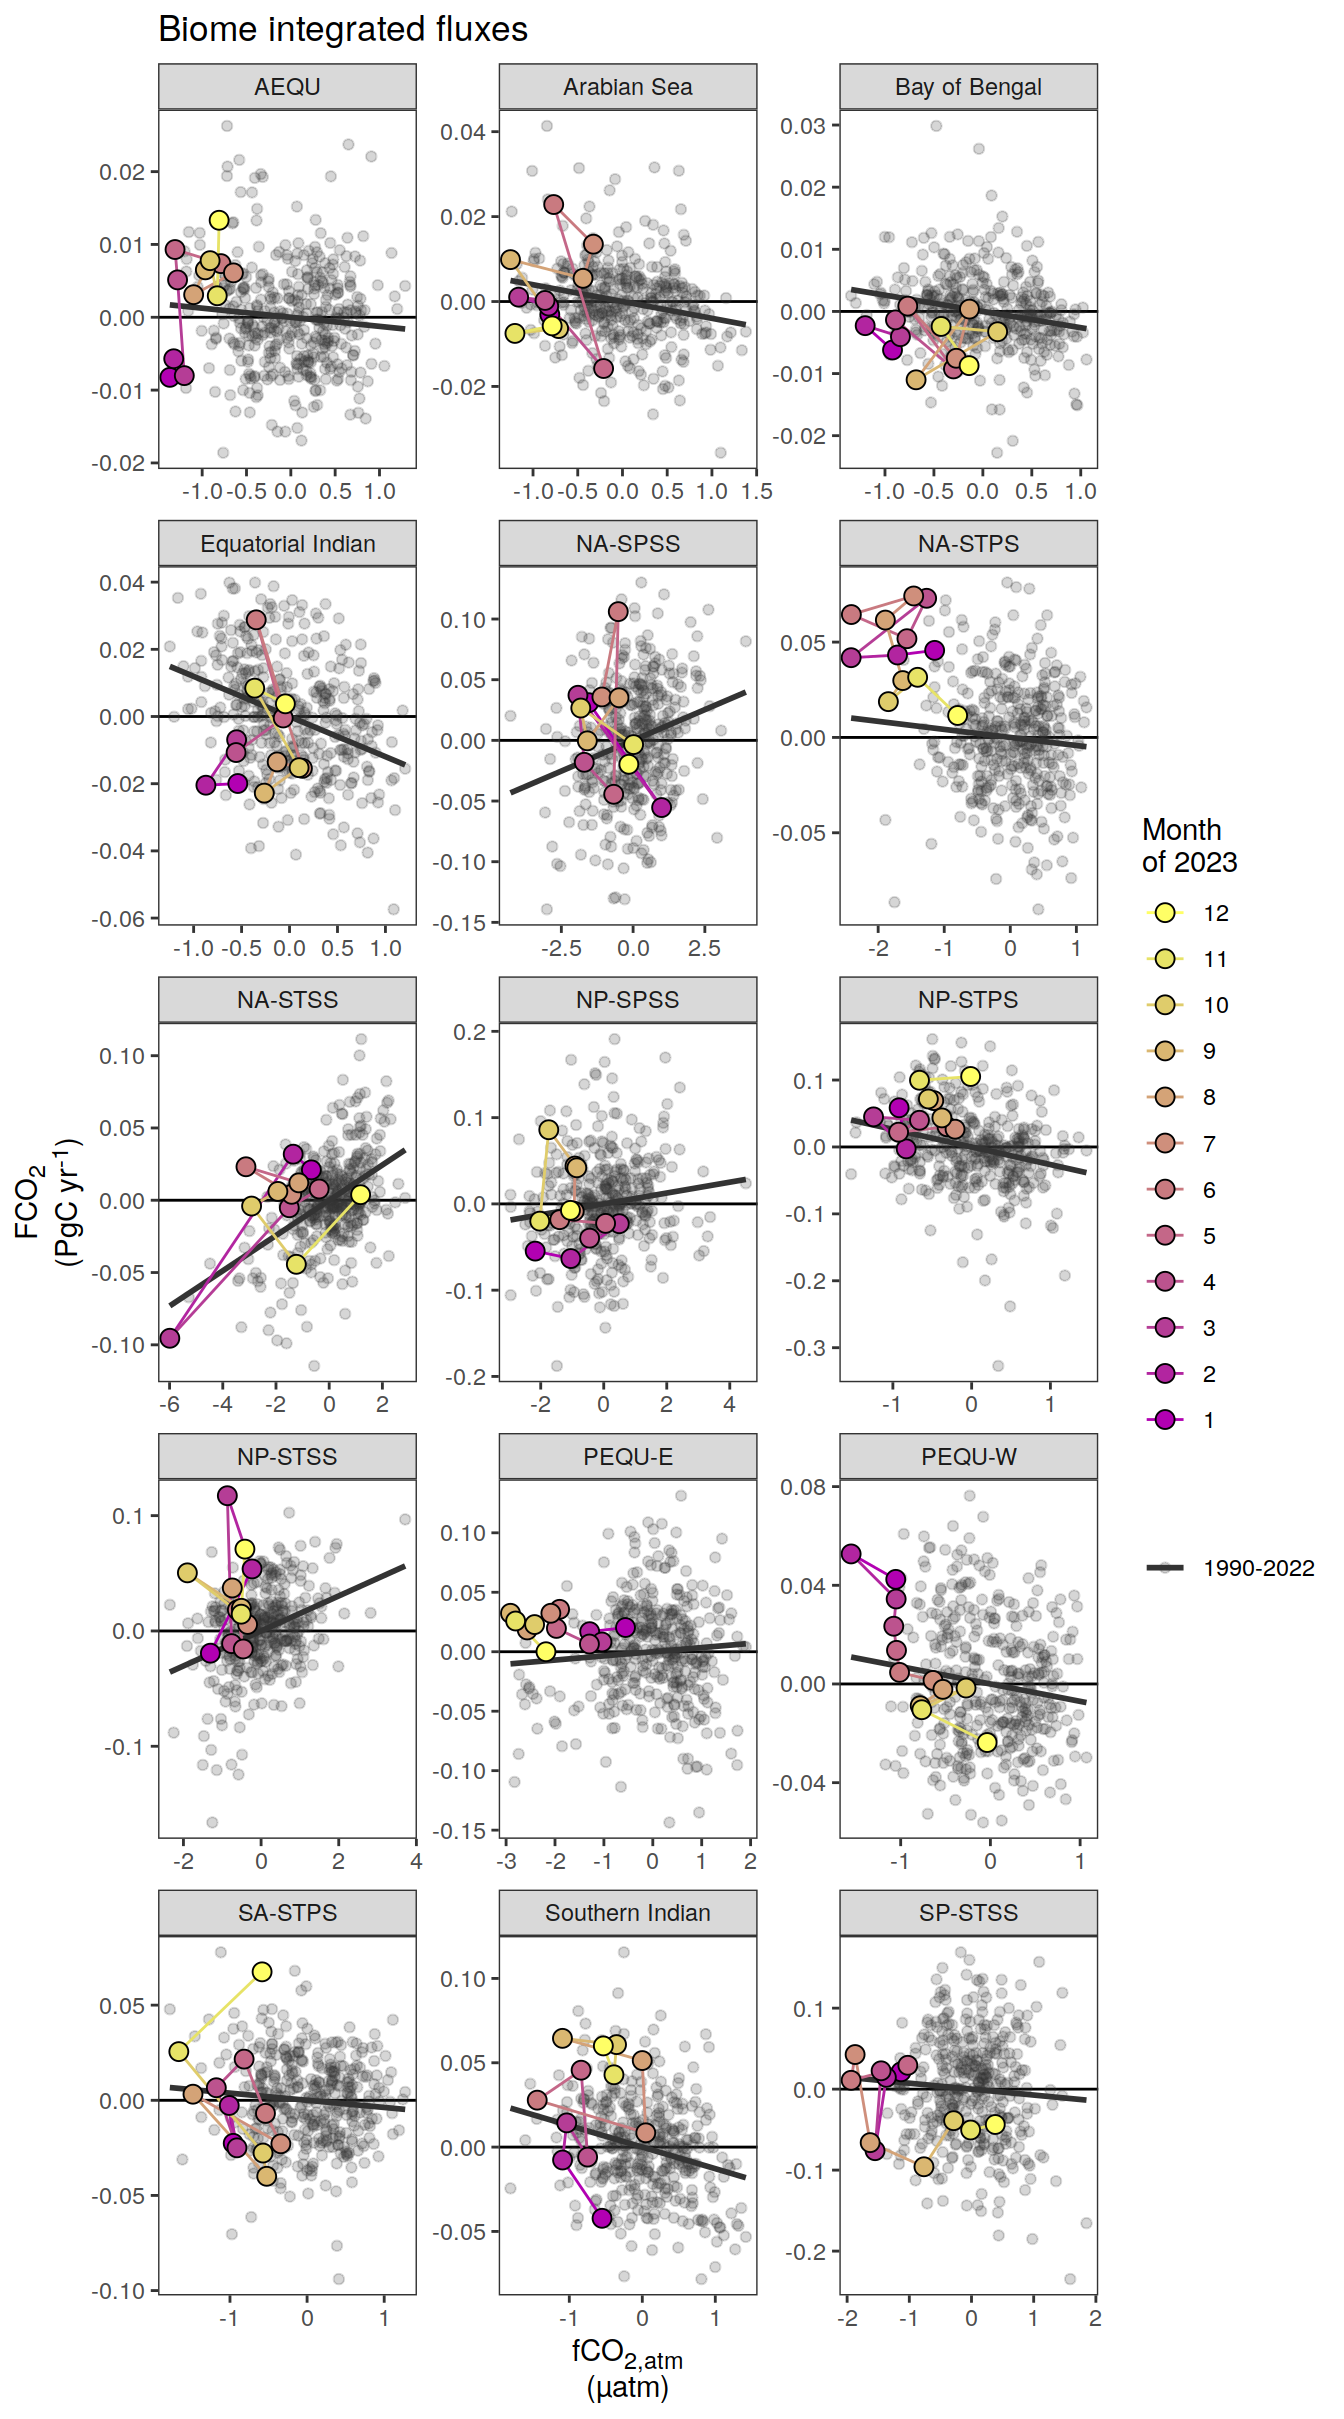 Biome integrated fluxes
AEQU
Arabian Sea
Bay of Bengal
0.02
0.01
0.00
-0.01
-0.02
0.04
0.02
0.00
-0.02
0.03
0.02
0.01
0.00
-0.01
-0.02
-1.0 -0.5 0.0 0.5 1.0
-1.0 -0.5 0.0 0.5 1.0 1.5
-1.0 -0.5 0.0 0.5 1.0
Equatorial Indian
NA-SPSS
NA-STPS
0.04
0.02
0.00
-0.02
-0.04
-0.06
0.10
0.05
0.00
-0.05
-0.10
-0.15
0.05
0.00
-0.05
-1.0 -0.5 0.0 0.5 1.0
-2.5 0.0 2.5
-2 -1 0 1
NA-STSS
NP-SPSS
NP-STPS
0.10
0.05
0.00
-0.05
-0.10
0.2
0.1
0.0
-0.1
-0.2
0.1
0.0
-0.1
-0.2
-0.3
-6 -4 -2 0 2
-2 0 2 4
-1 0 1
NP-STSS
PEQU-E
PEQU-W
0.1
0.0
-0.1
0.10
0.05
0.00
-0.05
-0.10
-0.15
0.08
0.04
0.00
-0.04
-2 0 2 4
-3 -2 -1 0 1 2
-1 0 1
SA-STPS
Southern Indian
SP-STSS
0.05
0.00
-0.05
-0.10
0.10
0.05
0.00
-0.05
0.1
0.0
-0.1
-0.2
-1 0 1
-1 0 1
-2 -1 0 1 2
FCO2
(PgC yr-1)
fCO2,atm
(µatm)
Month
of 2023
12
11
10
9
8
7
6
5
4
3
2
1
1990-2022